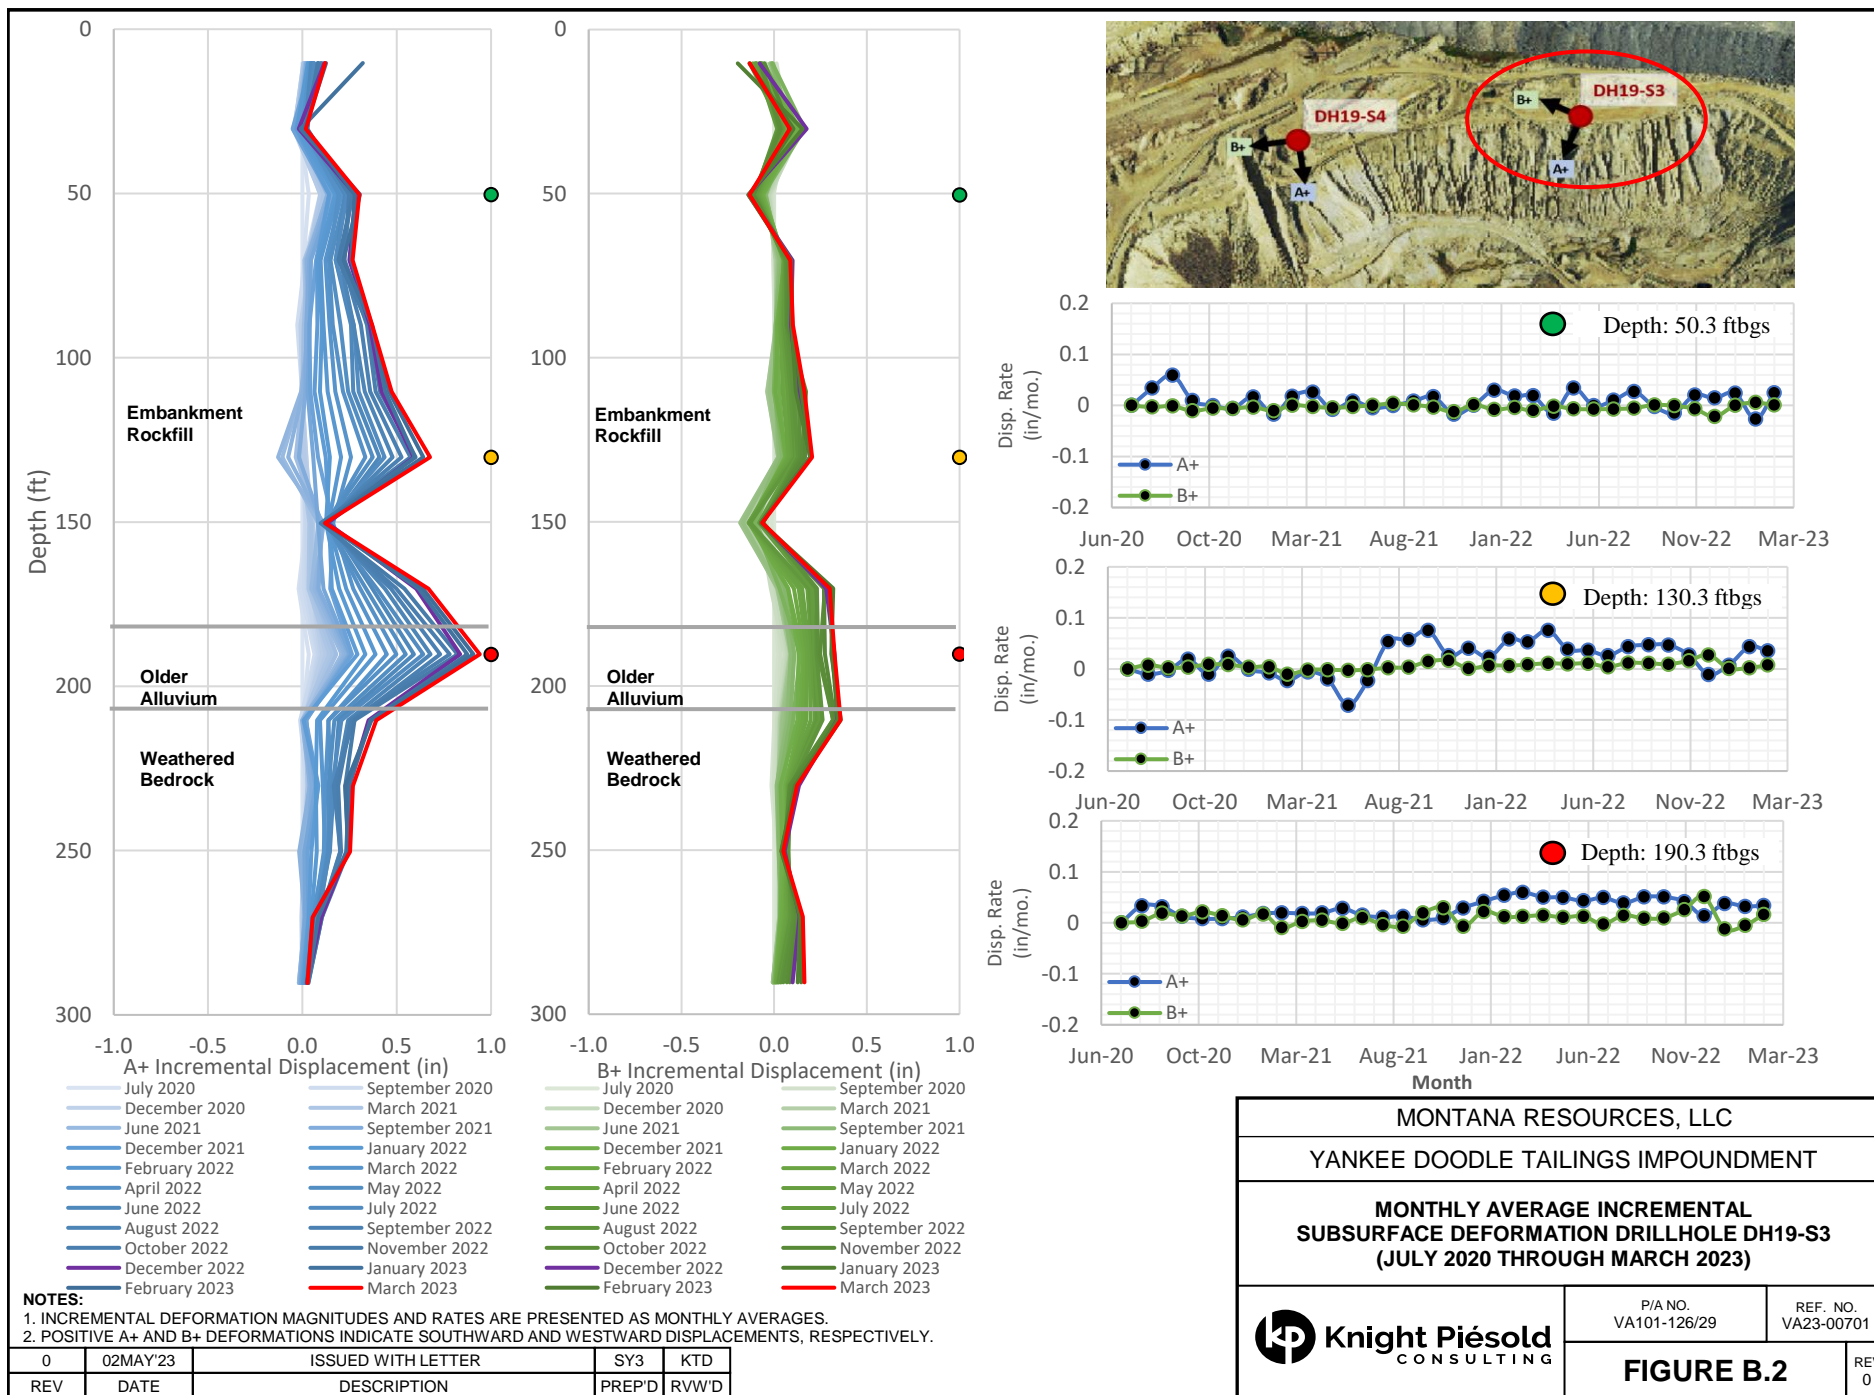 0
50
100
150
200
250
300
Depth (ft)
Embankment
Rockfill
Older
Alluvium
Weathered
Bedrock
-1.0 -0.5 0.0 0.5 1.0
A+ Incremental Displacement (in)
0
50
100
150
200
250
300
Embankment
Rockfill
Older
Alluvium
Weathered
Bedrock
-1.0 -0.5 0.0 0.5 1.0
B+ Incremental Displacement (in)
July 2020 September 2020
December 2020 March 2021
June 2021 September 2021
December 2021 January 2022
February 2022 March 2022
April 2022 May 2022
June 2022 July 2022
August 2022 September 2022
October 2022 November 2022
December 2022 January 2023
February 2023 March 2023
July 2020 September 2020
December 2020 March 2021
June 2021 September 2021
December 2021 January 2022
February 2022 March 2022
April 2022 May 2022
June 2022 July 2022
August 2022 September 2022
October 2022 November 2022
December 2022 January 2023
February 2023 March 2023
DH19-S4
B+
A+
DH19-S3
B+
A+
0.2
0.1
0
-0.1
-0.2
Disp. Rate
(in/mo.)
Depth: 50.3 ftbgs
A+
B+
Jun-20 Oct-20 Mar-21 Aug-21 Jan-22 Jun-22 Nov-22 Mar-23
0.2
0.1
0
-0.1
-0.2
Disp. Rate
(in/mo.)
Depth: 130.3 ftbgs
A+
B+
Jun-20 Oct-20 Mar-21 Aug-21 Jan-22 Jun-22 Nov-22 Mar-23
0.2
0.1
0
-0.1
-0.2
Disp. Rate
(in/mo.)
Depth: 190.3 ftbgs
A+
B+
Jun-20 Oct-20 Mar-21 Aug-21 Jan-22 Jun-22 Nov-22 Mar-23
Month
NOTES:
1. INCREMENTAL DEFORMATION MAGNITUDES AND RATES ARE PRESENTED AS MONTHLY AVERAGES.
2. POSITIVE A+ AND B+ DEFORMATIONS INDICATE SOUTHWARD AND WESTWARD DISPLACEMENTS, RESPECTIVELY.
0 02MAY'23 ISSUED WITH LETTER SY3 KTD
REV DATE DESCRIPTION PREP'D RVW'D
MONTANA RESOURCES, LLC
YANKEE DOODLE TAILINGS IMPOUNDMENT
MONTHLY AVERAGE INCREMENTAL
SUBSURFACE DEFORMATION DRILLHOLE DH19-S3
(JULY 2020 THROUGH MARCH 2023)
kp Knight Piésold
CONSULTING
P/A NO.
VA101-126/29
REF. NO.
VA23-00701
FIGURE B.2
REV
0